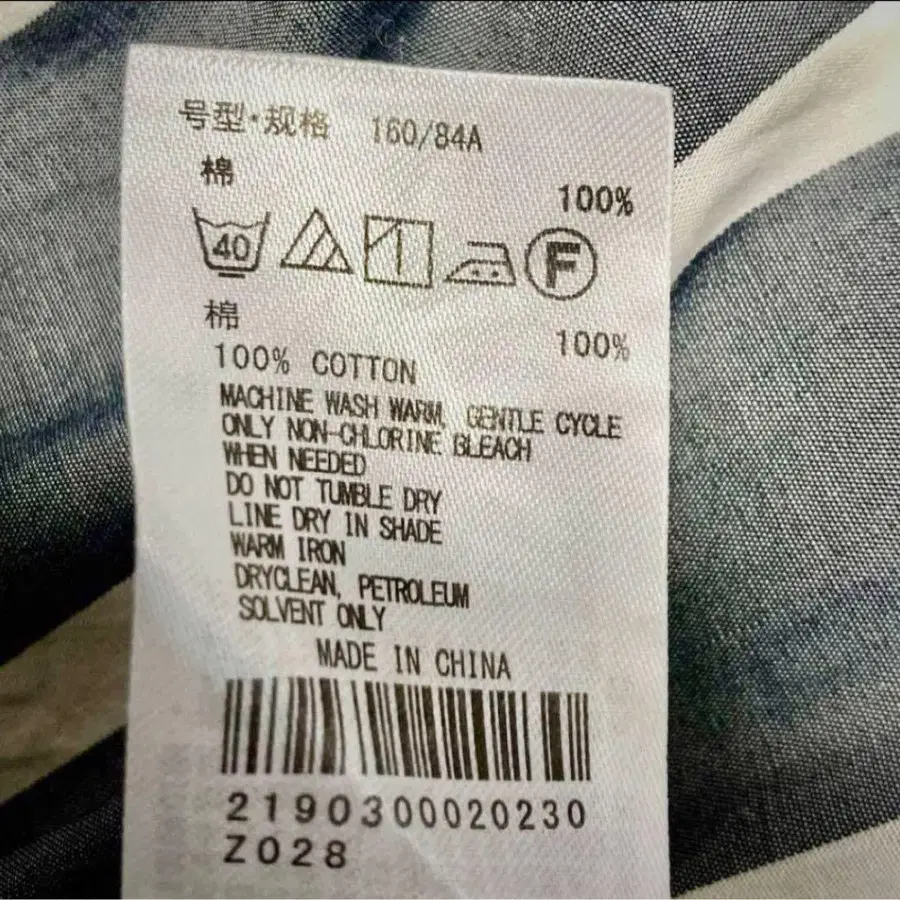 号型·规格 160/84A
棉 100%
40 F
棉 100%
100% COTTON
MACHINE WASH WARM, GENTLE CYCLE
ONLY NON-CHLORINE BLEACH
WHEN NEEDED
DO NOT TUMBLE DRY
LINE DRY IN SHADE
WARM IRON
DRYCLEAN, PETROLEUM
SOLVENT ONLY
MADE IN CHINA
2190300020230
Z028